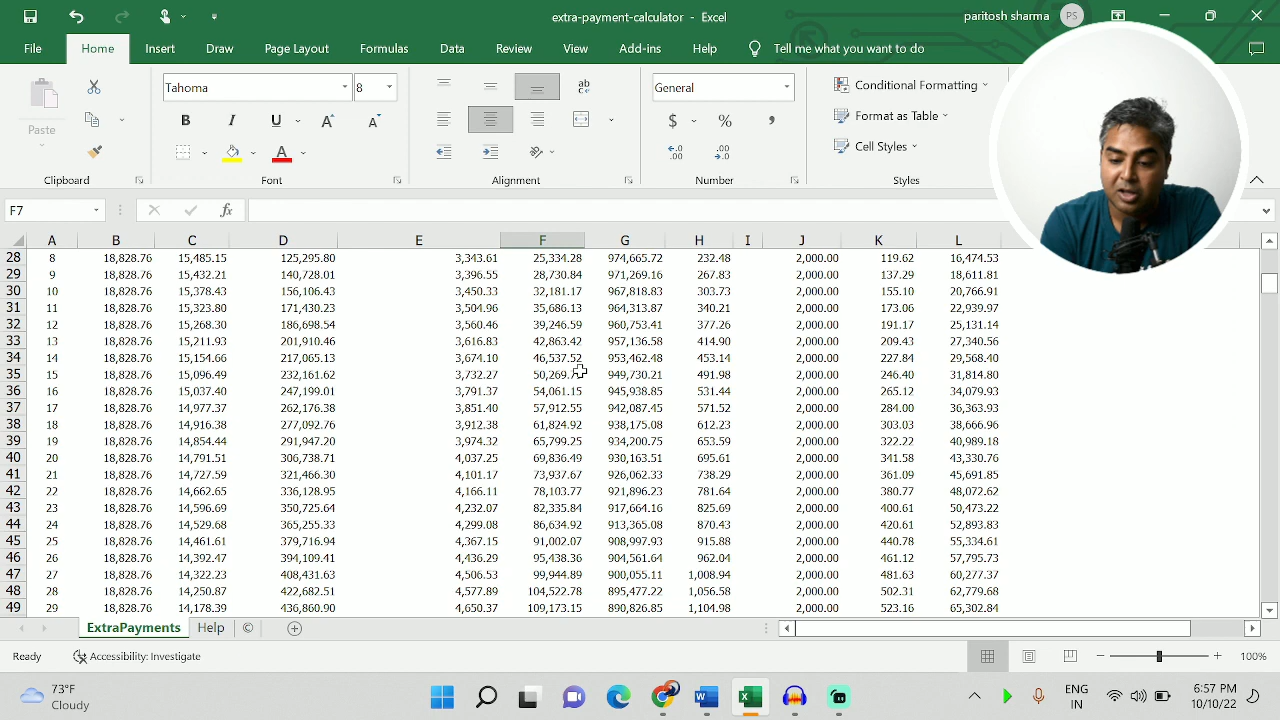 extra-payment-calculator - Excel
paritosh sharma
PS
File Home Insert Draw Page Layout Formulas Data Review View Add-ins Help Tell me what you want to do
Paste
Tahoma 8
B I U A A
ab
General
$ % ,
Conditional Formatting
Format as Table
Cell Styles
Clipboard Font Alignment Number Styles
F7 fx
A B C D E F G H I J K L
28 8 18,828.76 15,485.15 125,295.80 3,343.61 25,334.28 974,665.72 232.48 2,000.00 119.62 16,474.53
29 9 18,828.76 15,432.21 140,728.01 3,396.55 28,730.84 971,269.16 267.83 2,000.00 137.29 18,611.81
30 10 18,828.76 15,378.43 156,106.43 3,450.33 32,181.17 967,818.83 303.73 2,000.00 155.10 20,766.91
31 11 18,828.76 15,323.80 171,430.23 3,504.96 35,686.13 964,313.87 340.21 2,000.00 173.06 22,939.97
32 12 18,828.76 15,268.30 186,698.54 3,560.46 39,246.59 960,753.41 377.26 2,000.00 191.17 25,131.14
33 13 18,828.76 15,211.93 201,910.46 3,616.83 42,863.42 957,136.58 414.90 2,000.00 209.43 27,340.56
34 14 18,828.76 15,154.66 217,065.13 3,674.10 46,537.52 953,462.48 453.14 2,000.00 227.84 29,568.40
35 15 18,828.76 15,096.49 232,161.62 3,732.27 949,730.21 491.98 2,000.00 246.40 31,814.80
36 16 18,828.76 15,037.40 247,199.01 3,791.37 54,061.15 945,938.85 531.44 2,000.00 265.12 34,079.93
37 17 18,828.76 14,977.37 262,176.38 3,851.40 57,912.55 942,087.45 571.52 2,000.00 284.00 36,363.93
38 18 18,828.76 14,916.38 277,092.76 3,912.38 61,824.92 938,175.08 612.23 2,000.00 303.03 38,666.96
39 19 18,828.76 14,854.44 291,947.20 3,974.32 65,799.25 934,200.75 653.59 2,000.00 322.22 40,989.18
40 20 18,828.76 14,791.51 306,738.71 4,037.25 69,836.49 930,163.51 695.61 2,000.00 341.58 43,330.76
41 21 18,828.76 14,727.59 321,466.30 4,101.17 73,937.67 926,062.33 738.29 2,000.00 361.09 45,691.85
42 22 18,828.76 14,662.65 336,128.95 4,166.11 78,103.77 921,896.23 781.64 2,000.00 380.77 48,072.62
43 23 18,828.76 14,596.69 350,725.64 4,232.07 82,335.84 917,664.16 825.69 2,000.00 400.61 50,473.22
44 24 18,828.76 14,529.68 365,255.33 4,299.08 86,634.92 913,365.08 870.43 2,000.00 420.61 52,893.83
45 25 18,828.76 14,461.61 379,716.94 4,367.15 91,002.07 908,997.93 915.88 2,000.00 440.78 55,334.61
46 26 18,828.76 14,392.47 394,109.41 4,436.29 95,438.36 904,561.64 962.04 2,000.00 461.12 57,795.73
47 27 18,828.76 14,322.23 408,431.63 4,506.53 99,944.89 900,055.11 1,008.94 2,000.00 481.63 60,277.37
48 28 18,828.76 14,250.87 422,682.51 4,577.89 104,522.78 895,477.22 1,056.58 2,000.00 502.31 62,779.68
49 29 18,828.76 14,178.39 436,860.90 4,650.37 109,173.15 890,826.85 1,104.98 2,000.00 523.16 65,302.84
ExtraPayments Help ©
Ready Accessibility: Investigate 100%
73°F
Cloudy
ENG
IN
6:57 PM
10/10/22